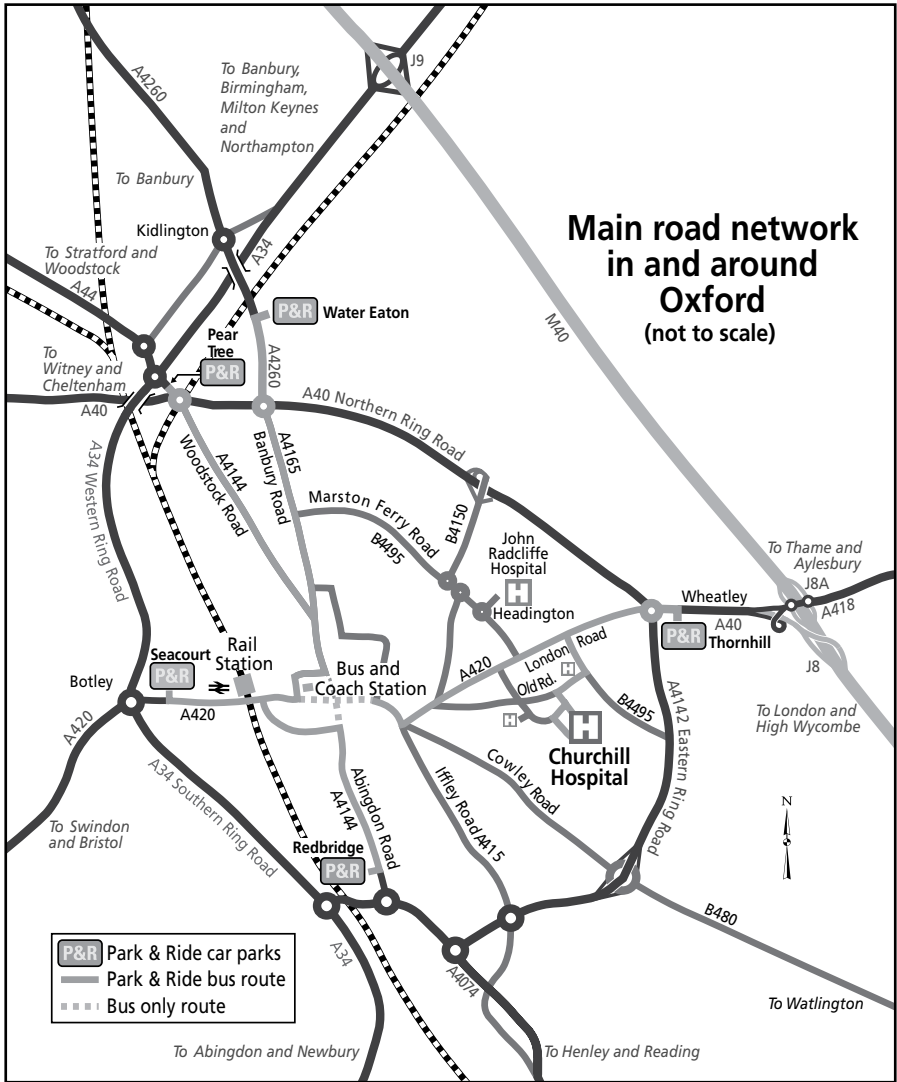 J9
A4260
To Banbury,
Birmingham,
Milton Keynes
and
Northampton
To Banbury
Kidlington
To Stratford and
Woodstock
A44
A34
P&R Water Eaton
Main road network
in and around
Oxford
(not to scale)
M40
Pear
Tree
P&R
To
Witney and
Cheltenham
A40
A4260
A40 Northern Ring Road
A34 Western Ring Road
A4144
Woodstock Road
A4165
Banbury Road
Marston Ferry Road
B4495
B4150
John
Radcliffe
Hospital
H
Headington
To Thame and
Aylesbury
J8A
A418
Wheatley
A40
P&R Thornhill
J8
To London and
High Wycombe
Rail
Station
Seacourt
P&R
Botley
A420
A420
Bus and
Coach Station
A420
London Road
H
Old Rd.
H
H
B4495
Churchill
Hospital
A4142 Eastern Ring Road
Cowley Road
Iffley Road A415
A34 Southern Ring Road
Abingdon Road
A4144
To Swindon
and Bristol
Redbridge
P&R
N
B480
A34
A4074
To Watlington
P&R Park & Ride car parks
Park & Ride bus route
Bus only route
To Abingdon and Newbury
To Henley and Reading